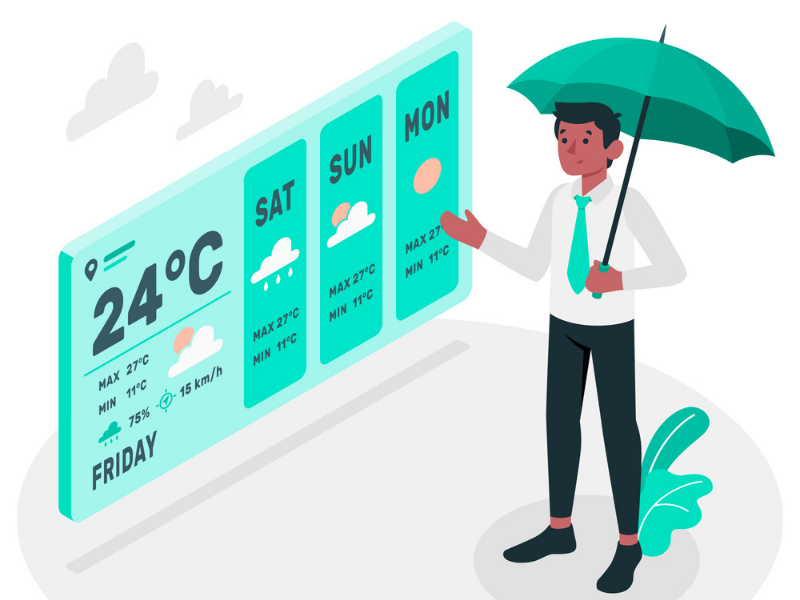 24°C
MAX 27°C
MIN 11°C
75%
15 km/h
FRIDAY
SAT
MAX 27°C
MIN 11°C
SUN
MAX 27°C
MIN 11°C
MON
MAX 27
MIN 11°C